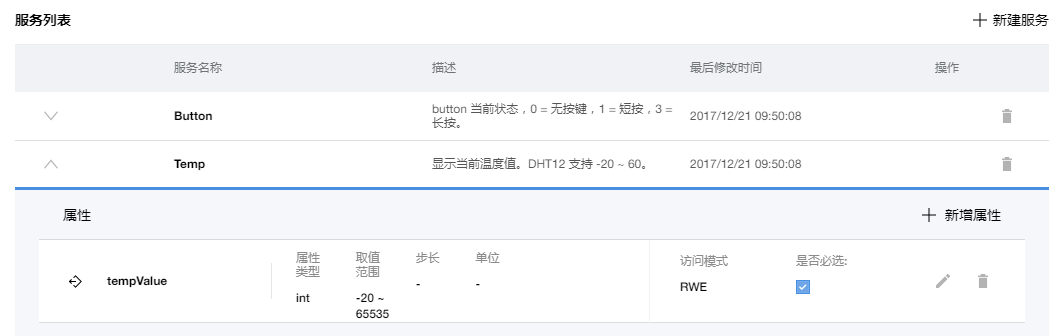 服务列表
新建服务
服务名称 描述 最后修改时间 操作
Button
button 当前状态，0 = 无按键，1 = 短按，3 =
长按。
2017/12/21 09:50:08
Temp 显示当前温度值。DHT12 支持 -20 ~ 60。 2017/12/21 09:50:08
属性
新增属性
tempValue
属性
类型
int
取值
范围
-20 ~
65535
步长
-
单位
-
访问模式
RWE
是否必选: